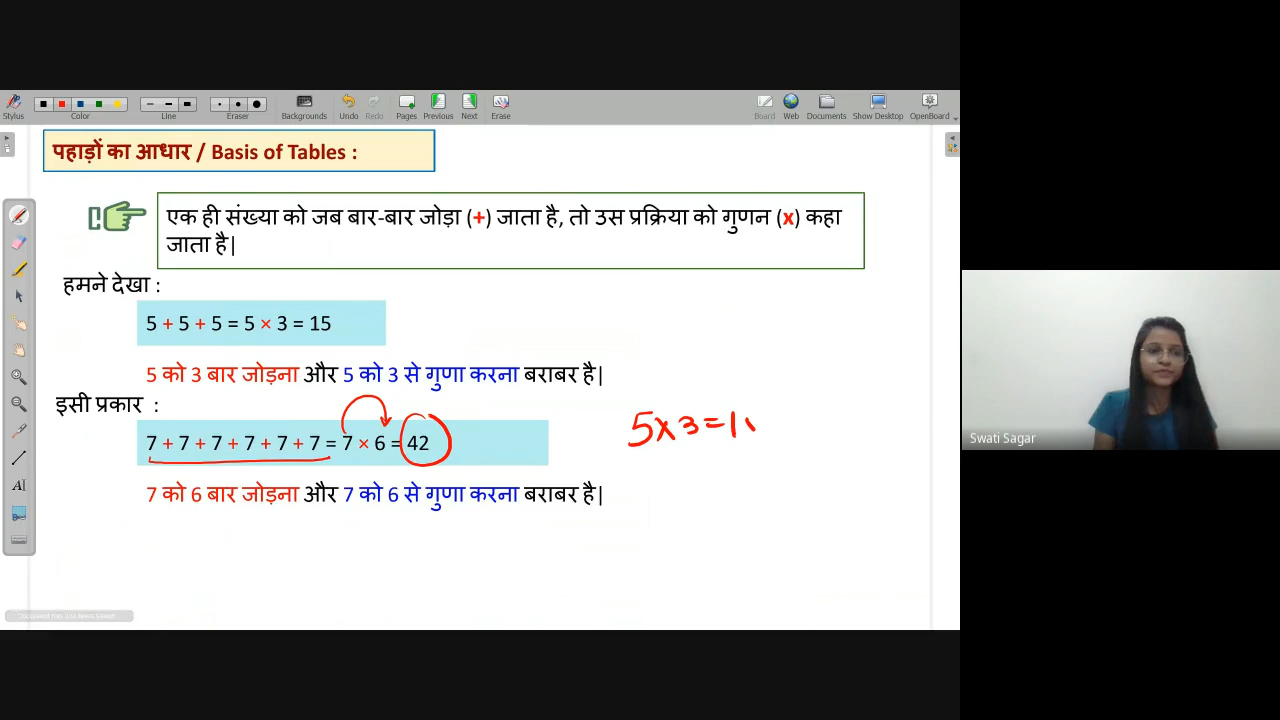 Stylus
Color
Line
Eraser
Backgrounds
Undo
Redo
Pages
Previous
Next
Erase
Board
Web
Documents
Show Desktop
OpenBoard
पहाड़ों का आधार / Basis of Tables :
एक ही संख्या को जब बार-बार जोड़ा (+) जाता है, तो उस प्रक्रिया को गुणन (x) कहा
जाता है|
हमने देखा :
5 + 5 + 5 = 5 × 3 = 15
5 को 3 बार जोड़ना और 5 को 3 से गुणा करना बराबर है|
इसी प्रकार :
7 + 7 + 7 + 7 + 7 + 7 = 7 × 6 = 42
5x3=1
7 को 6 बार जोड़ना और 7 को 6 से गुणा करना बराबर है|
Swati Sagar